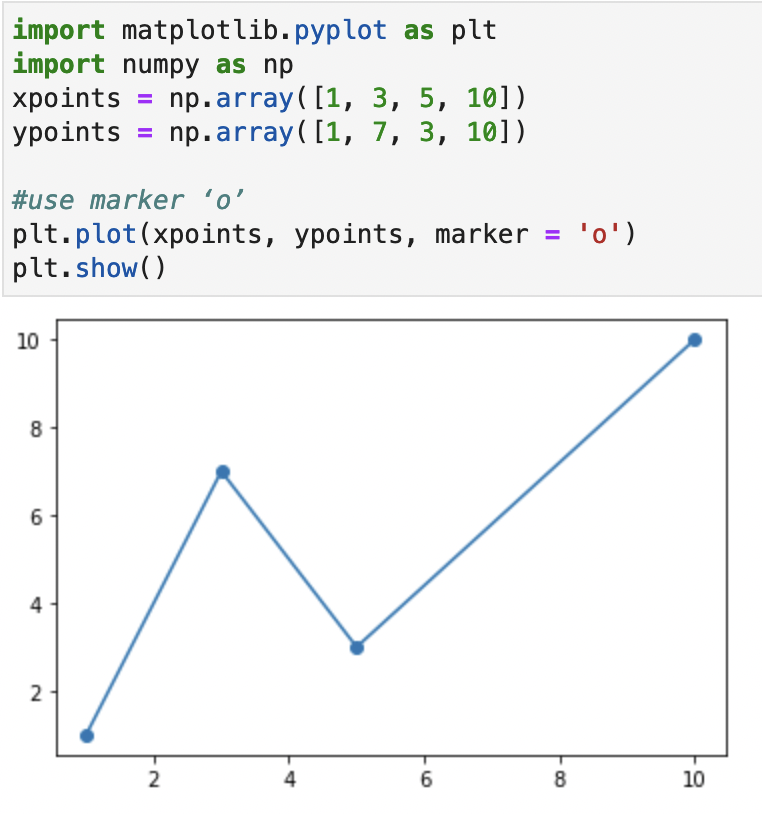 import matplotlib.pyplot as plt
import numpy as np
xpoints = np.array([1, 3, 5, 10])
ypoints = np.array([1, 7, 3, 10])
#use marker ‘o’
plt.plot(xpoints, ypoints, marker = 'o')
plt.show()
10
8
6
4
2
2 4 6 8 10